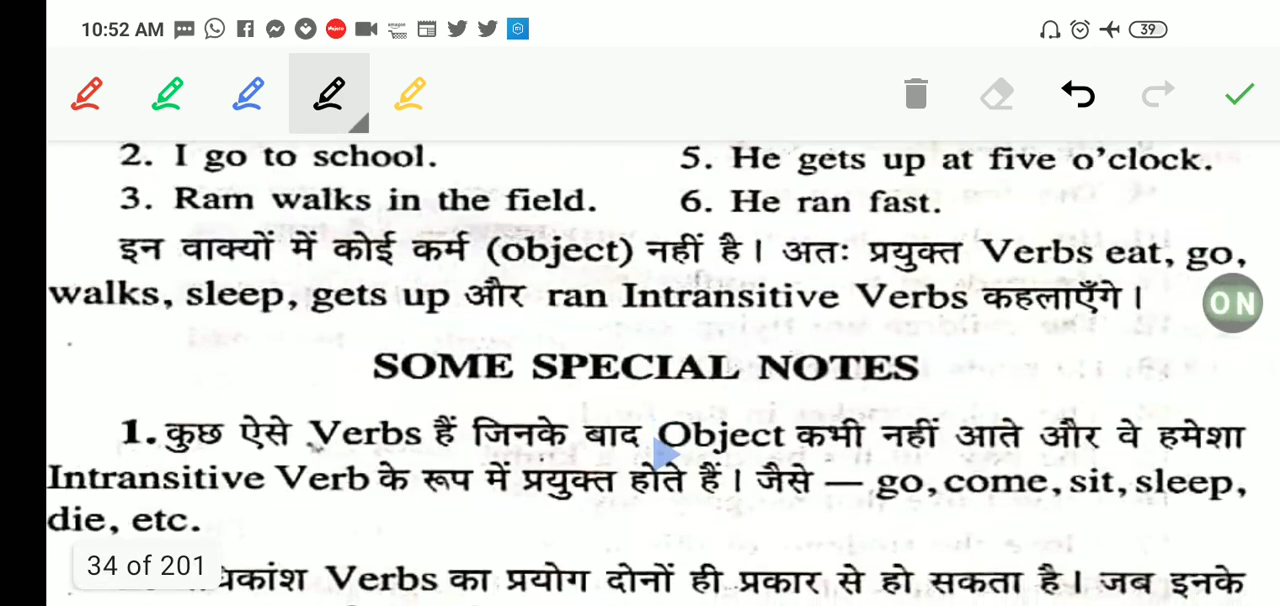 10:52 AM
39
2. I go to school.
5. He gets up at five o’clock.
3. Ram walks in the field.
6. He ran fast.
इन वाक्यों में कोई कर्म (object) नहीं है। अतः प्रयुक्त Verbs eat, go,
walks, sleep, gets up और ran Intransitive Verbs कहलाएँगे।
ON
SOME SPECIAL NOTES
1. कुछ ऐसे Verbs हैं जिनके बाद Object कभी नहीं आते और वे हमेशा
Intransitive Verb के रूप में प्रयुक्त होते हैं। जैसे — go, come, sit, sleep,
die, etc.
34 of 201
Verbs का प्रयोग दोनों ही प्रकार से हो सकता है। जब इनके